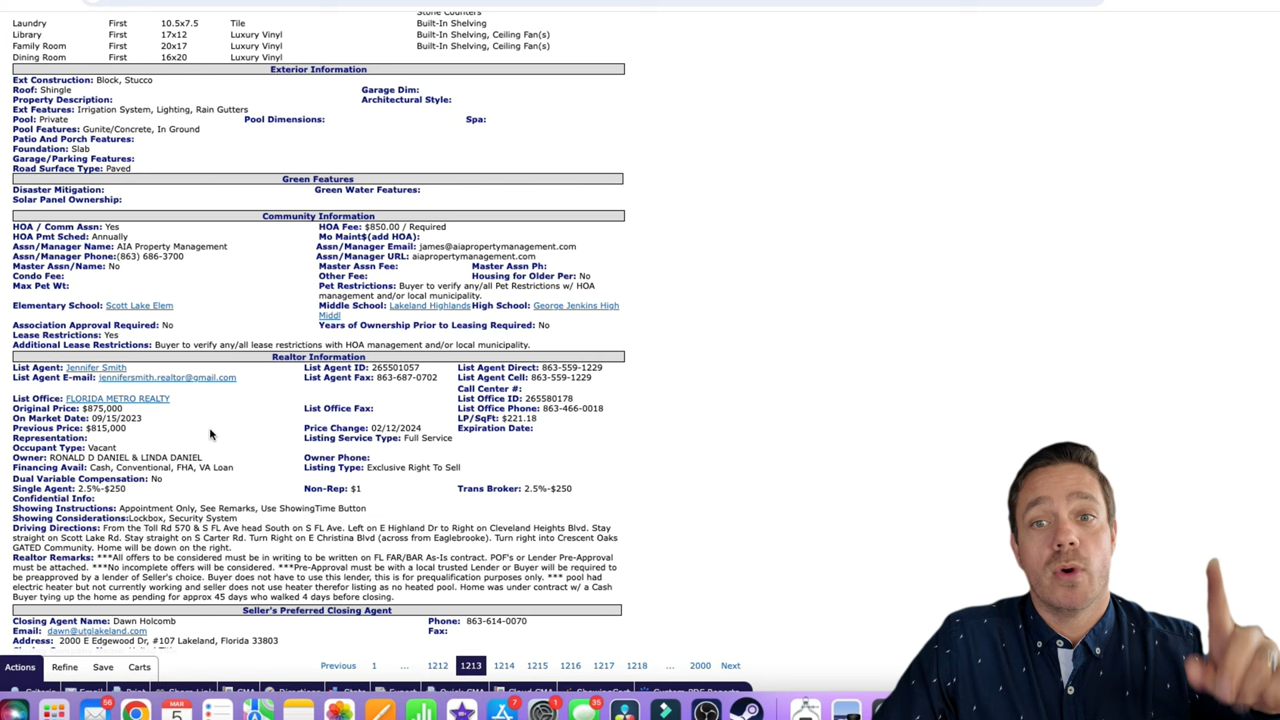 Stone Counters
Laundry First 10.5x7.5 Tile Built-In Shelving
Library First 17x12 Luxury Vinyl Built-In Shelving, Ceiling Fan(s)
Family Room First 20x17 Luxury Vinyl Built-In Shelving, Ceiling Fan(s)
Dining Room First 16x20 Luxury Vinyl
Exterior Information
Ext Construction: Block, Stucco
Roof: Shingle Garage Dim:
Property Description: Architectural Style:
Ext Features: Irrigation System, Lighting, Rain Gutters
Pool: Private Pool Dimensions: Spa:
Pool Features: Gunite/Concrete, In Ground
Patio And Porch Features:
Foundation: Slab
Garage/Parking Features:
Road Surface Type: Paved
Green Features
Disaster Mitigation: Green Water Features:
Solar Panel Ownership:
Community Information
HOA / Comm Assn: Yes HOA Fee: $850.00 / Required
HOA Pmt Sched: Annually Mo Maint$(add HOA):
Assn/Manager Name: AIA Property Management Assn/Manager Email: james@aiapropertymanagement.com
Assn/Manager Phone:(863) 686-3700 Assn/Manager URL: aiapropertymanagement.com
Master Assn/Name: No Master Assn Fee: Master Assn Ph:
Condo Fee: Other Fee: Housing for Older Per: No
Max Pet Wt: Pet Restrictions: Buyer to verify any/all Pet Restrictions w/ HOA
management and/or local municipality.
Elementary School: Scott Lake Elem Middle School: Lakeland Highlands High School: George Jenkins High
Middl
Association Approval Required: No Years of Ownership Prior to Leasing Required: No
Lease Restrictions: Yes
Additional Lease Restrictions: Buyer to verify any/all lease restrictions with HOA management and/or local municipality.
Realtor Information
List Agent: Jennifer Smith List Agent ID: 265501057 List Agent Direct: 863-559-1229
List Agent E-mail: jennifersmith.realtor@gmail.com List Agent Fax: 863-687-0702 List Agent Cell: 863-559-1229
Call Center #:
List Office: FLORIDA METRO REALTY List Office ID: 265580178
Original Price: $875,000 List Office Fax: List Office Phone: 863-466-0018
On Market Date: 09/15/2023 LP/SqFt: $221.18
Previous Price: $815,000 Price Change: 02/12/2024 Expiration Date:
Representation: Listing Service Type: Full Service
Occupant Type: Vacant
Owner: RONALD D DANIEL & LINDA DANIEL Owner Phone:
Financing Avail: Cash, Conventional, FHA, VA Loan Listing Type: Exclusive Right To Sell
Dual Variable Compensation: No
Single Agent: 2.5%-$250 Non-Rep: $1 Trans Broker: 2.5%-$250
Confidential Info:
Showing Instructions: Appointment Only, See Remarks, Use ShowingTime Button
Showing Considerations:Lockbox, Security System
Driving Directions: From the Toll Rd 570 & S FL Ave head South on S FL Ave. Left on E Highland Dr to Right on Cleveland Heights Blvd. Stay
straight on Scott Lake Rd. Stay straight on S Carter Rd. Turn Right on E Christina Blvd (across from Eaglebrooke). Turn right into Crescent Oaks
GATED Community. Home will be down on the right.
Realtor Remarks: ***All offers to be considered must be in writing to be written on FL FAR/BAR As-Is contract. POF's or Lender Pre-Approval
must be attached. ***No incomplete offers will be considered. ***Pre-Approval must be with a local trusted Lender or Buyer will be required to
be preapproved by a lender of Seller's choice. Buyer does not have to use this lender, this is for prequalification purposes only. *** pool had
electric heater but not currently working and seller does not use heater therefor listing as no heated pool. Home was under contract w/ a Cash
Buyer tying up the home as pending for approx 45 days who walked 4 days before closing.
Seller's Preferred Closing Agent
Closing Agent Name: Dawn Holcomb Phone: 863-614-0070
Email: dawn@utglakeland.com Fax:
Address: 2000 E Edgewood Dr, #107 Lakeland, Florida 33803
Actions Refine Save Carts Previous 1 ... 1212 1213 1214 1215 1216 1217 1218 ... 2000 Next
MAR
5
56
7
1
35